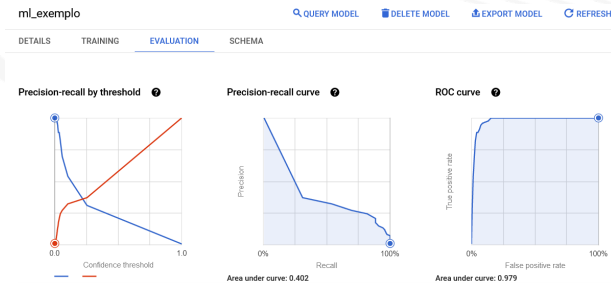 ml_exemplo
QUERY MODEL
DELETE MODEL
EXPORT MODEL
REFRESH
DETAILS
TRAINING
EVALUATION
SCHEMA
Precision-recall by threshold ?
0.0
1.0
Confidence threshold
Precision-recall curve ?
Precision
0%
100%
Recall
Area under curve: 0.402
ROC curve ?
True positive rate
0%
100%
False positive rate
Area under curve: 0.979